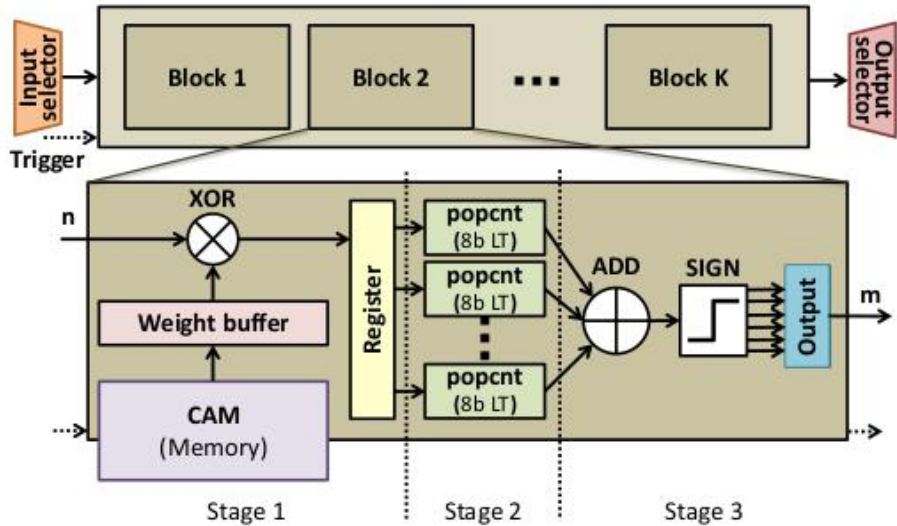 Input
selector
Block 1
Block 2
Block K
Output
selector
Trigger
n
XOR
Weight buffer
CAM
(Memory)
Register
popcnt
(8b LT)
popcnt
(8b LT)
popcnt
(8b LT)
ADD
SIGN
Output
m
Stage 1
Stage 2
Stage 3